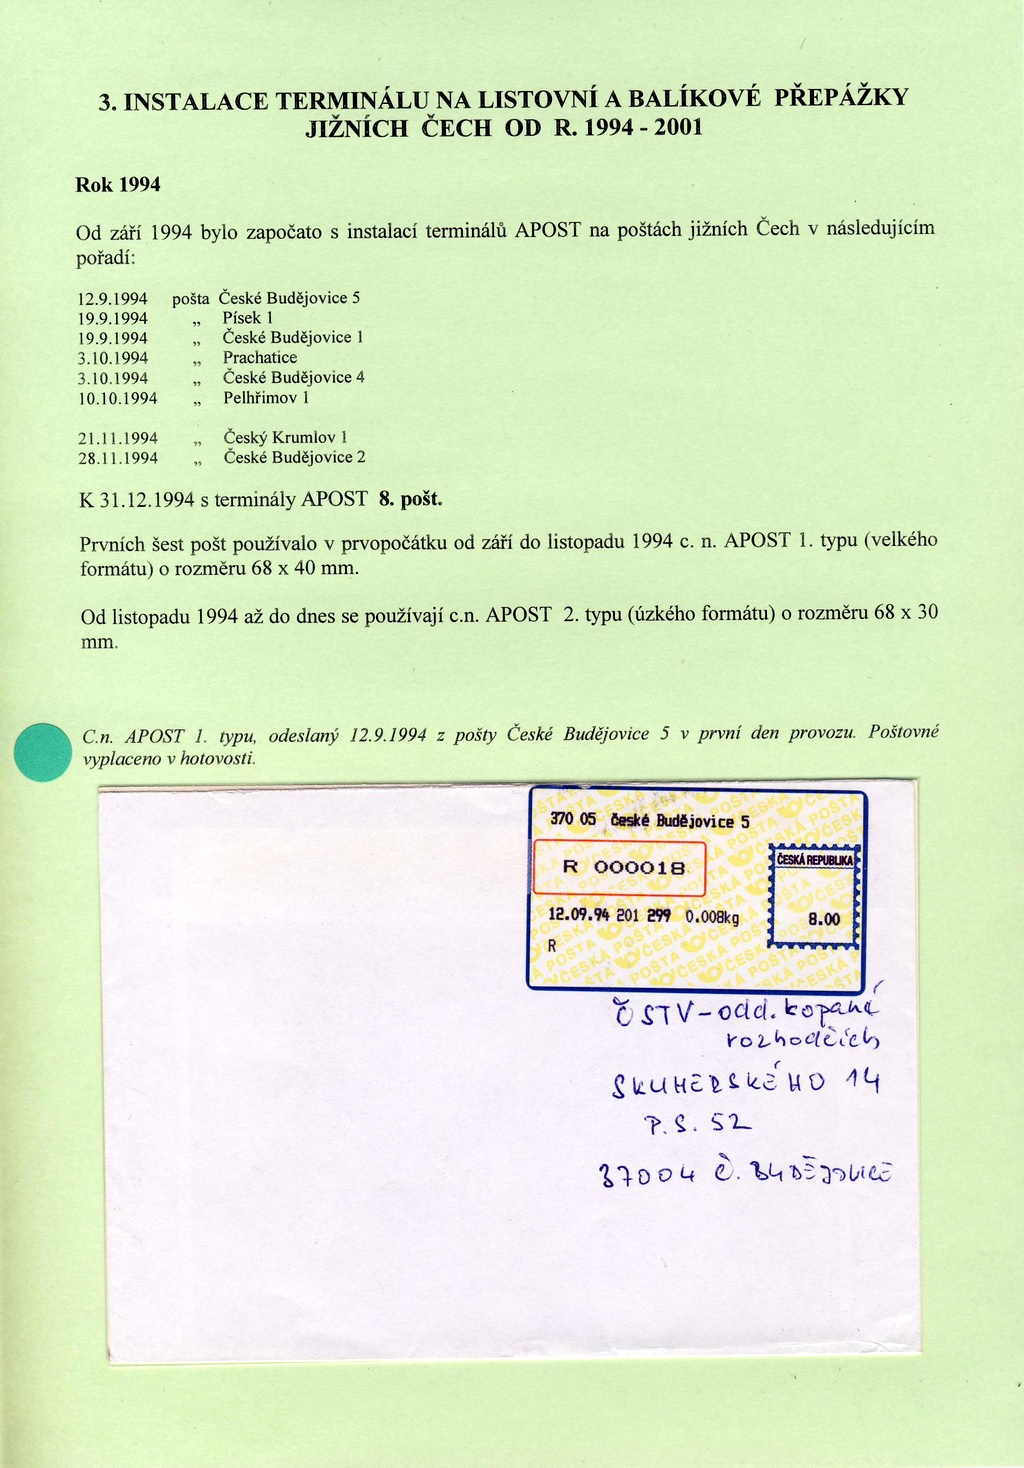 3. INSTALACE TERMINÁLU NA LISTOVNÍ A BALÍKOVÉ PŘEPÁŽKY
JIŽNÍCH ČECH OD R. 1994 - 2001
Rok 1994
Od září 1994 bylo započato s instalací terminálů APOST na poštách jižních Čech v následujícím
pořadí:
12.9.1994 pošta České Budějovice 5
19.9.1994 „ Písek 1
19.9.1994 „ České Budějovice 1
3.10.1994 „ Prachatice
3.10.1994 „ České Budějovice 4
10.10.1994 „ Pelhřimov 1
21.11.1994 „ Český Krumlov 1
28.11.1994 „ České Budějovice 2
K 31.12.1994 s terminály APOST 8. pošt.
Prvních šest pošt používalo v prvopočátku od září do listopadu 1994 c. n. APOST 1. typu (velkého
formátu) o rozměru 68 x 40 mm.
Od listopadu 1994 až do dnes se používají c.n. APOST 2. typu (úzkého formátu) o rozměru 68 x 30
mm.
C.n. APOST 1. typu, odeslaný 12.9.1994 z pošty České Budějovice 5 v první den provozu. Poštovné
vyplaceno v hotovosti.
370 05 České Budějovice 5
R 000018
ČESKÁ REPUBLIKA
12.09.94 201 299 0.008kg 8.00
R
ČSTV-odd. kopané
rozhodčích
SKUHERSKÉHO 14
P.S. 52
37004 Č. BUDĚJOVICE